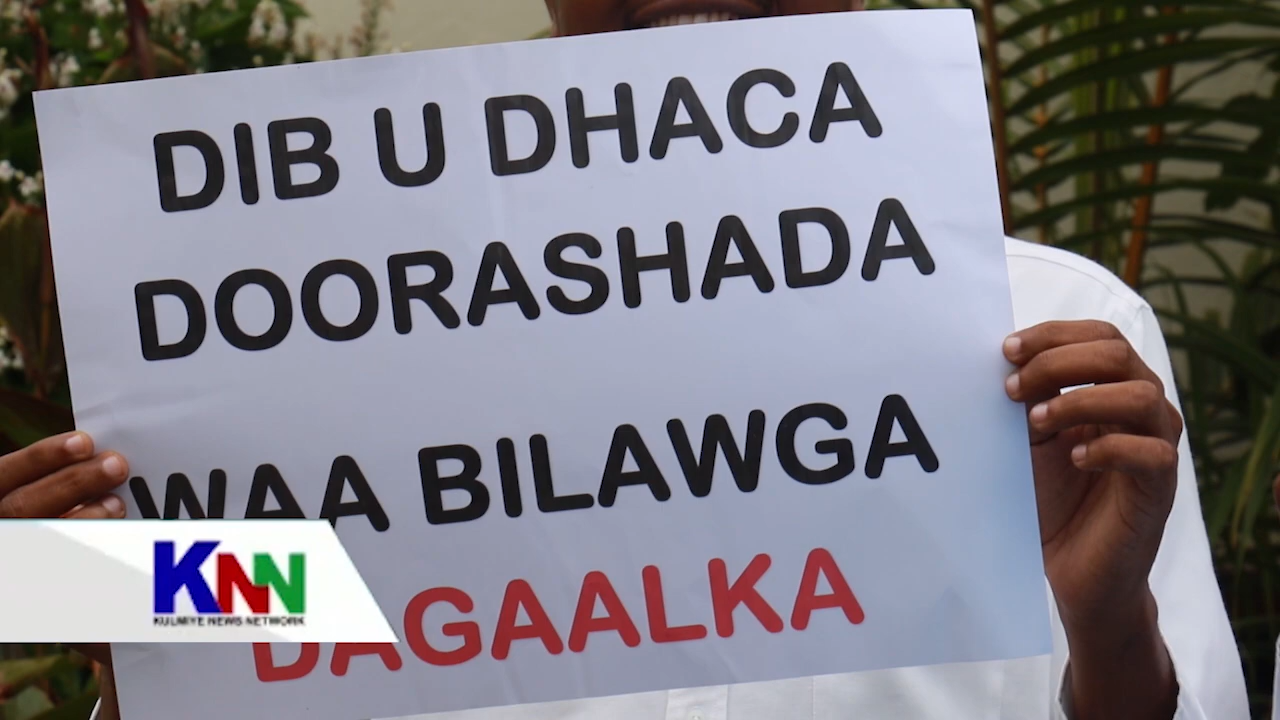 DIB U DHACA
DOORASHADA
WAA BILAWGA
DAGAALKA
KNN
KULMIYE NEWS NETWORK